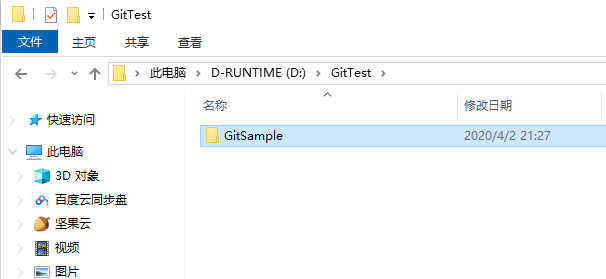 GitTest
文件 主页 共享 查看
此电脑 D-RUNTIME (D:) GitTest
名称 修改日期
快速访问
GitSample 2020/4/2 21:27
此电脑
3D 对象
百度云同步盘
坚果云
视频
图片